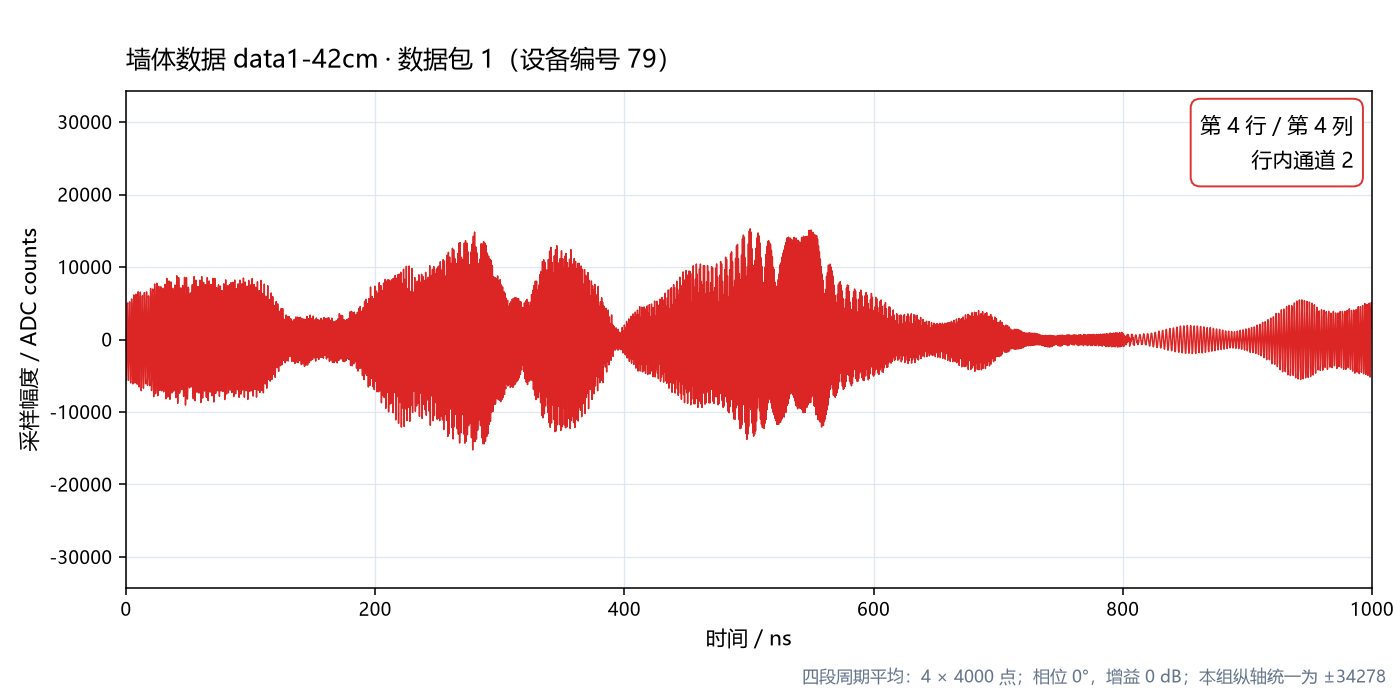 墙体数据 data1-42cm · 数据包 1（设备编号 79）
第 4 行 / 第 4 列
行内通道 2
采样幅度 / ADC counts
30000
20000
10000
0
-10000
-20000
-30000
0 200 400 600 800 1000
时间 / ns
四段周期平均：4 × 4000 点；相位 0°，增益 0 dB；本组纵轴统一为 ±34278